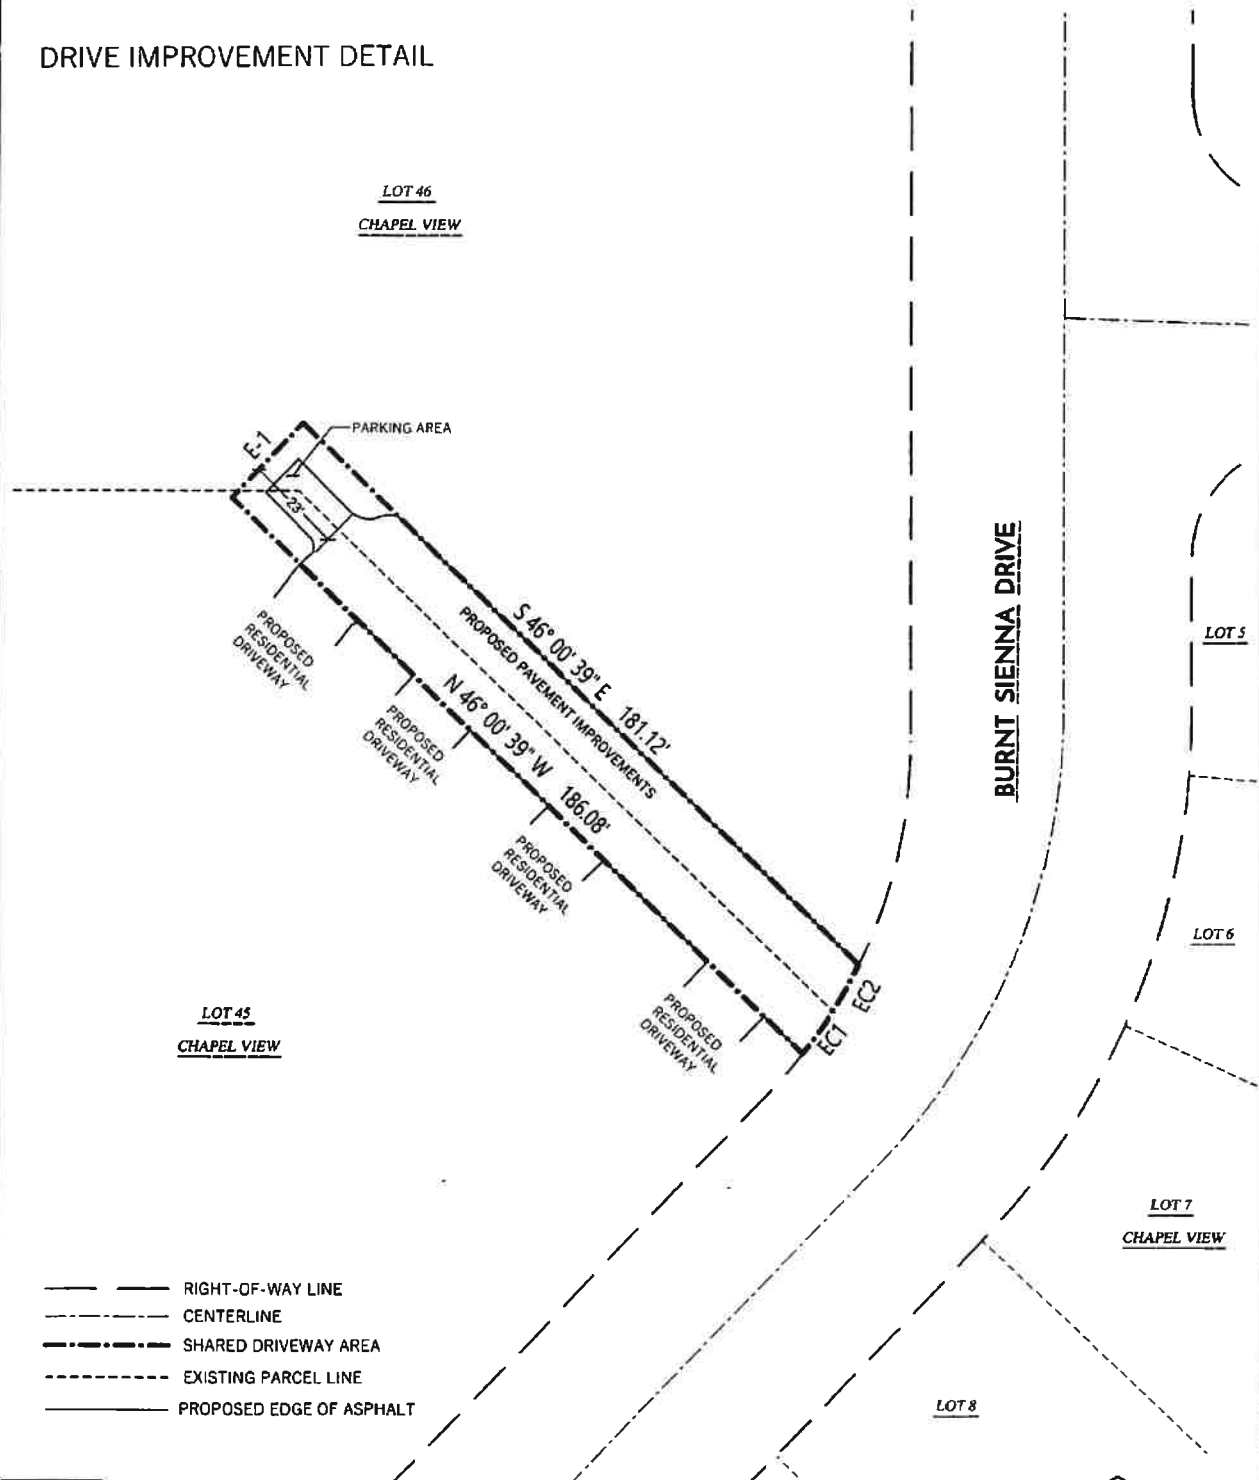 DRIVE IMPROVEMENT DETAIL
LOT 46
CHAPEL VIEW
E-1
PARKING AREA
23'
PROPOSED
RESIDENTIAL
DRIVEWAY
S 46° 00' 39" E 181.12'
PROPOSED PAVEMENT IMPROVEMENTS
N 46° 00' 39" W 186.08'
PROPOSED
RESIDENTIAL
DRIVEWAY
PROPOSED
RESIDENTIAL
DRIVEWAY
PROPOSED
RESIDENTIAL
DRIVEWAY
EC2
EC1
BURNT SIENNA DRIVE
LOT 5
LOT 6
LOT 45
CHAPEL VIEW
LOT 7
CHAPEL VIEW
LOT 8
RIGHT-OF-WAY LINE
CENTERLINE
SHARED DRIVEWAY AREA
EXISTING PARCEL LINE
PROPOSED EDGE OF ASPHALT